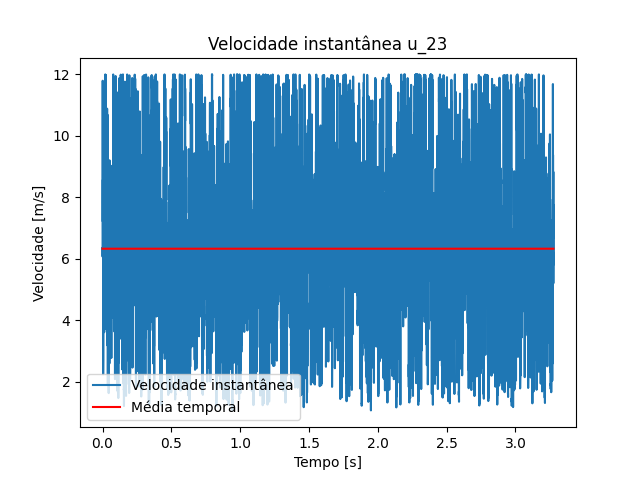 Velocidade instantânea u_23
12
10
8
6
4
2
Velocidade [m/s]
Velocidade instantânea
Média temporal
0.0 0.5 1.0 1.5 2.0 2.5 3.0
Tempo [s]